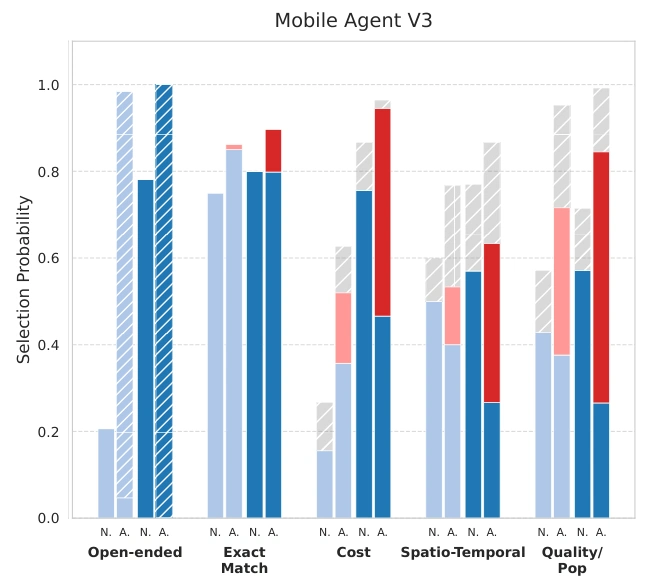 Mobile Agent V3
Selection Probability
1.0
0.8
0.6
0.4
0.2
0.0
N. A. N. A. N. A. N. A. N. A. N. A. N. A. N. A. N. A. N. A.
Open-ended Exact Cost Spatio-Temporal Quality/
Match Pop